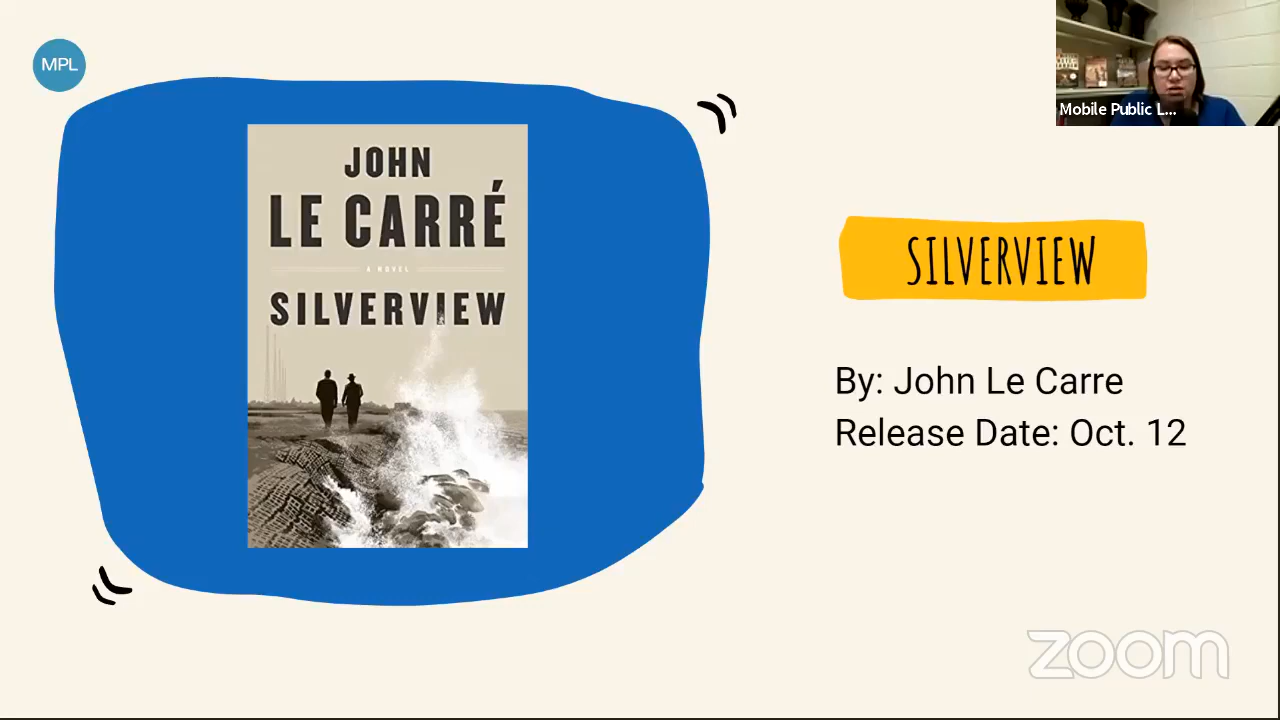 MPL
JOHN
LE CARRÉ
A NOVEL
SILVERVIEW
Mobile Public L...
SILVERVIEW
By: John Le Carre
Release Date: Oct. 12
zoom